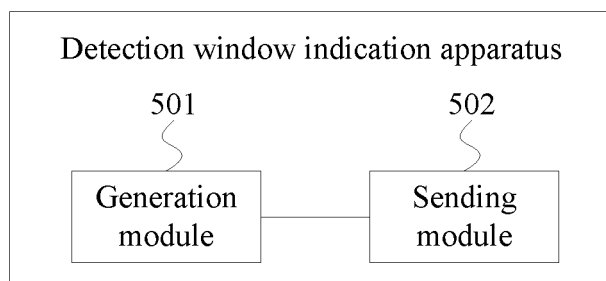 Detection window indication apparatus
501
502
Generation
module
Sending
module